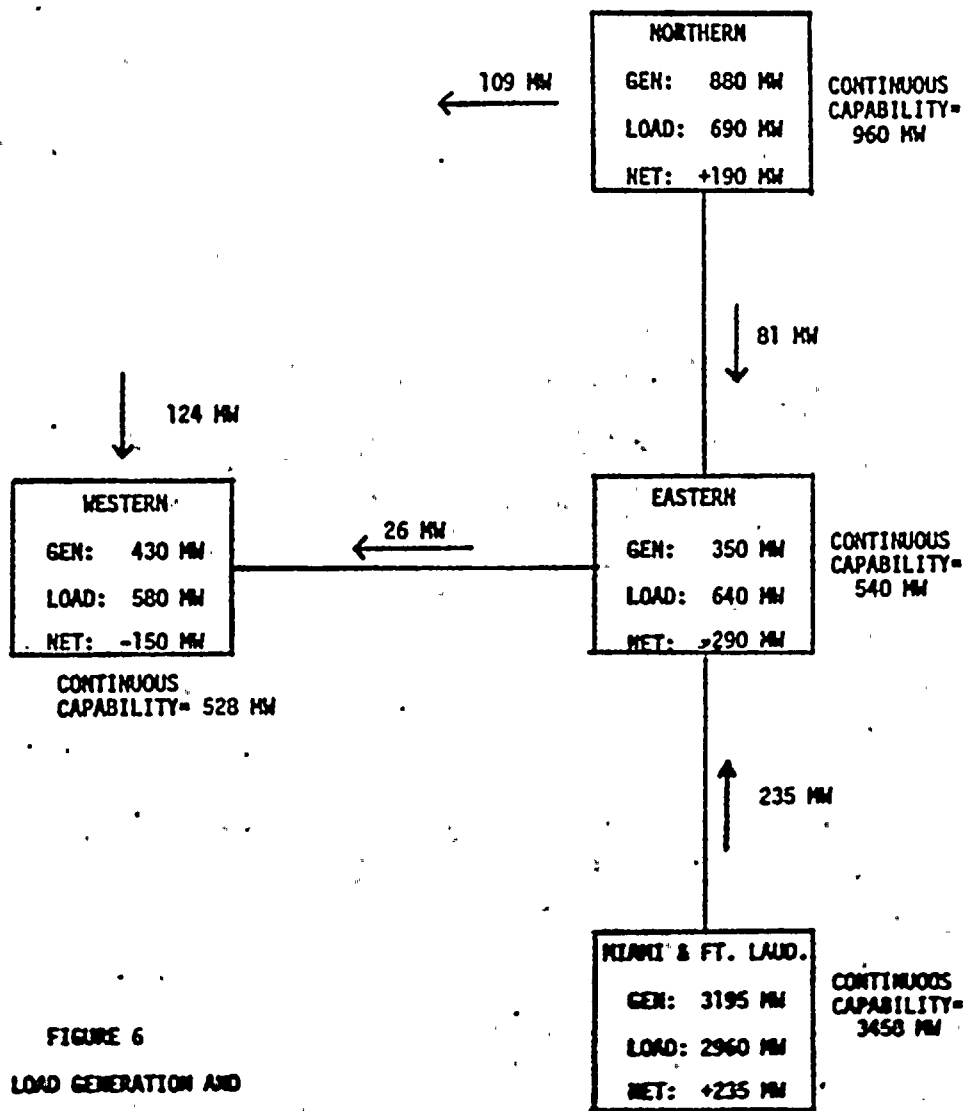 NORTHERN
GEN: 880 MW
LOAD: 690 MW
NET: +190 MW
CONTINUOUS
CAPABILITY=
960 MW
109 MW
81 MW
124 MW
WESTERN
GEN: 430 MW
LOAD: 580 MW
NET: -150 MW
CONTINUOUS
CAPABILITY= 528 MW
26 MW
EASTERN
GEN: 350 MW
LOAD: 640 MW
NET: -290 MW
CONTINUOUS
CAPABILITY=
540 MW
235 MW
MIAMI & FT. LAUD.
GEN: 3195 MW
LOAD: 2960 MW
NET: +235 MW
CONTINUOUS
CAPABILITY=
3458 MW
FIGURE 6
LOAD GENERATION AND